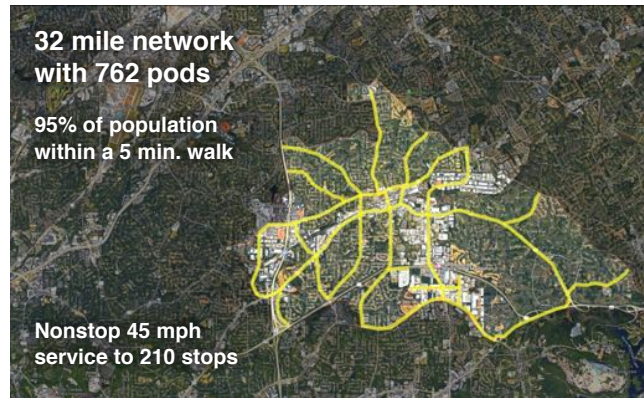 32 mile network
with 762 pods
95% of population
within a 5 min. walk
Nonstop 45 mph
service to 210 stops